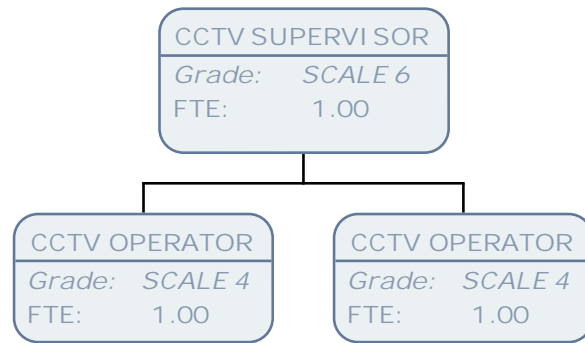 CCTV SUPERVISOR
Grade: SCALE 6
FTE: 1.00
CCTV OPERATOR
Grade: SCALE 4
FTE: 1.00
CCTV OPERATOR
Grade: SCALE 4
FTE: 1.00